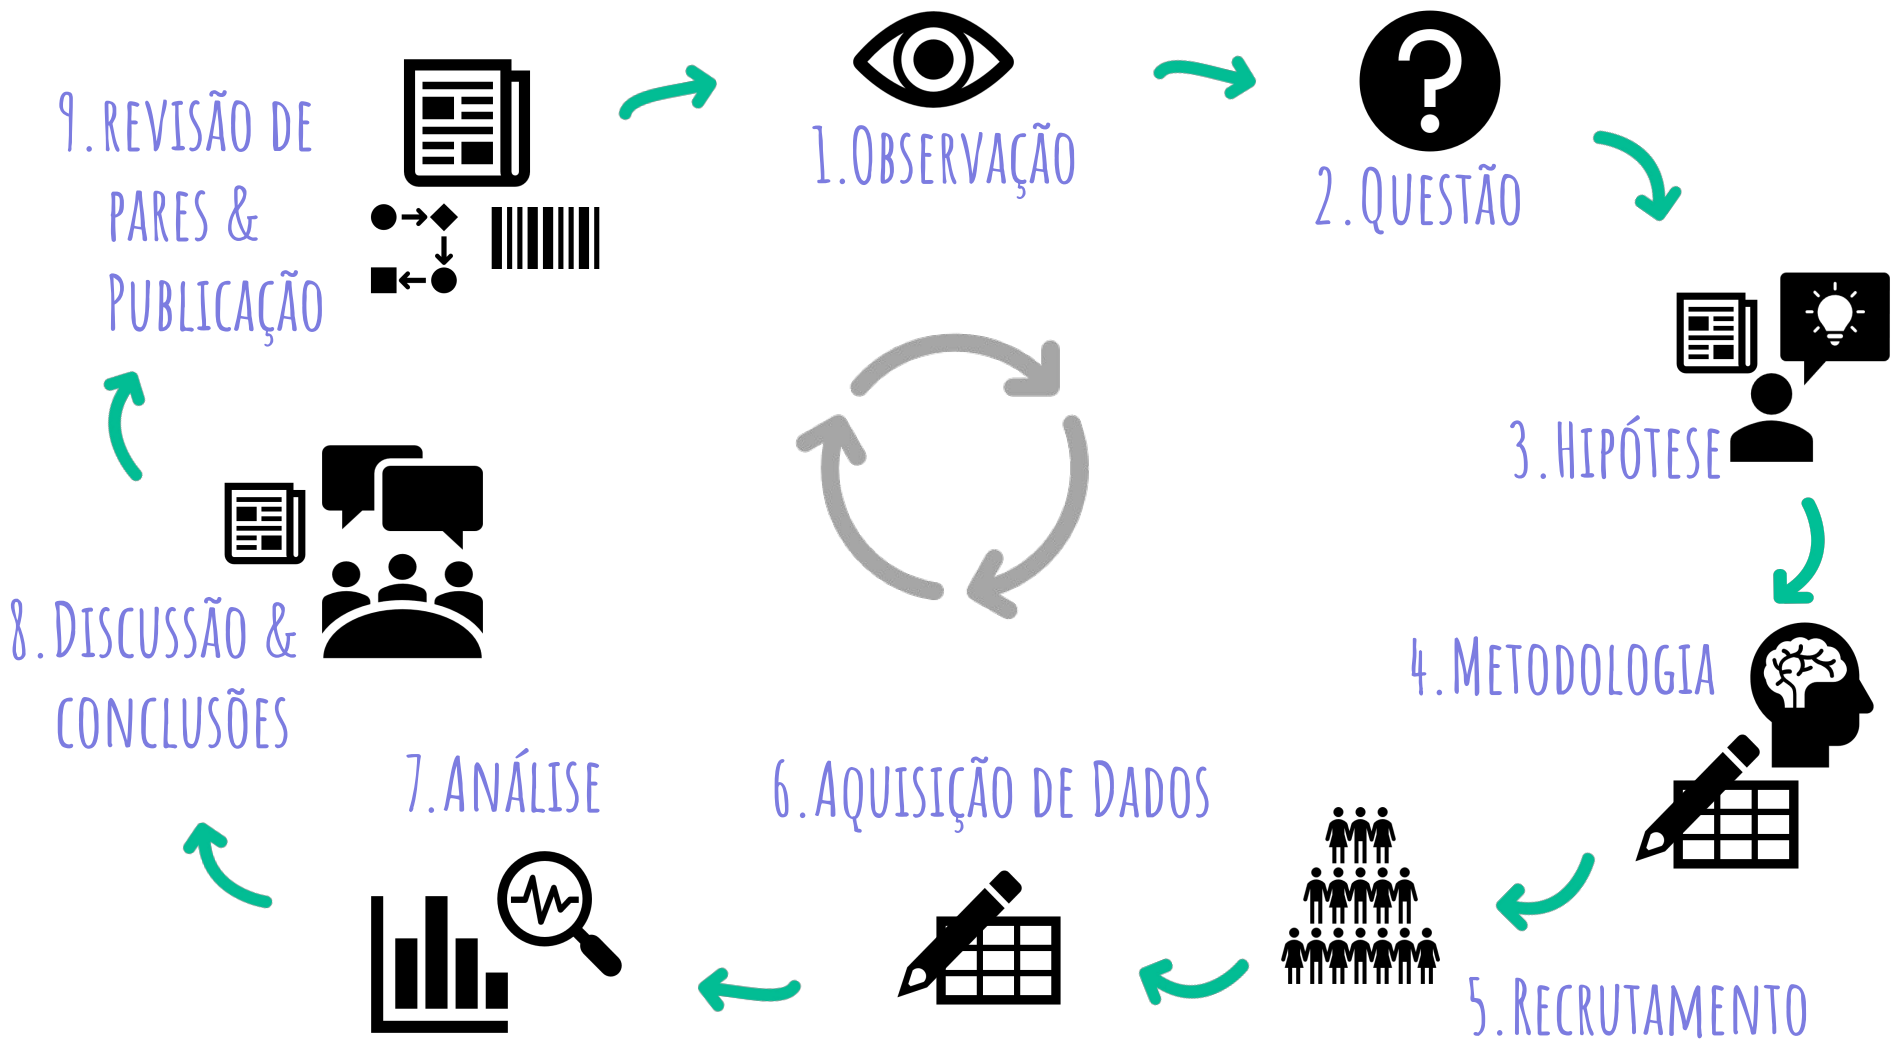 1.Observação
2.Questão
3.Hipótese
4.Metodologia
5.Recrutamento
6.Aquisição de Dados
7.Análise
8.Discussão &
conclusões
9.revisão de
pares &
Publicação